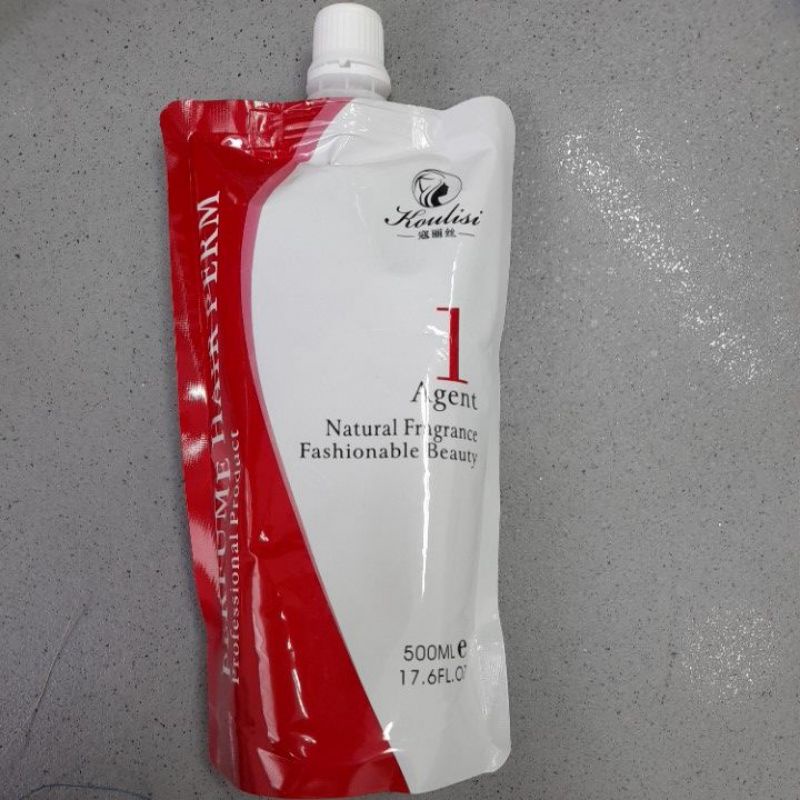 Koulisi
寇丽丝
1
Agent
Natural Fragrance
Fashionable Beauty
500ML e
17.6FL.OZ
PERFUME HAIR PERM
Professional Product